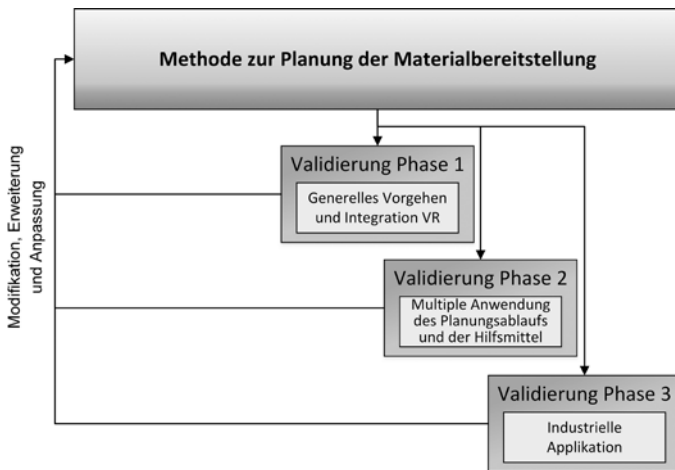 Methode zur Planung der Materialbereitstellung
Modifikation, Erweiterung
und Anpassung
Validierung Phase 1
Generelles Vorgehen
und Integration VR
Validierung Phase 2
Multiple Anwendung
des Planungsablaufs
und der Hilfsmittel
Validierung Phase 3
Industrielle
Applikation